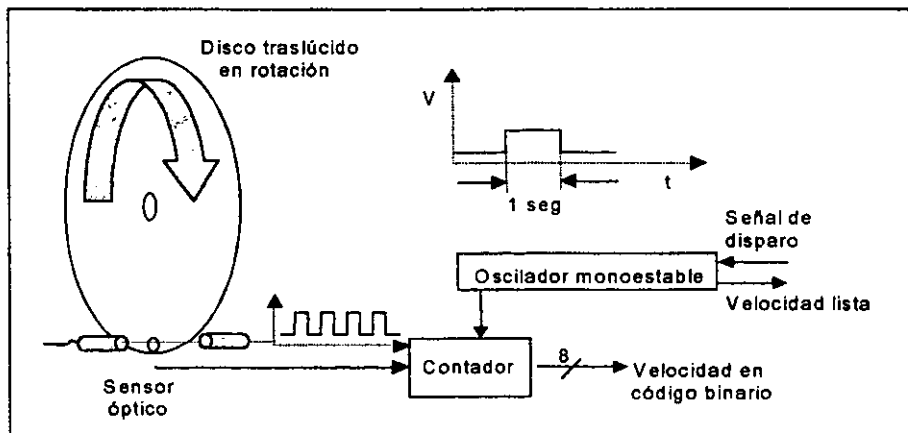 Disco traslúcido
en rotación
V
t
1 seg
Señal de
disparo
Oscilador monoestable
Velocidad lista
8
Contador
Velocidad en
código binario
Sensor
óptico